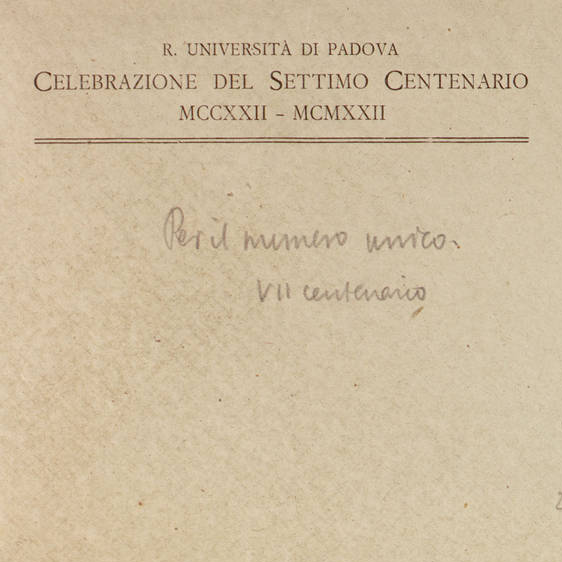 R. UNIVERSITÀ DI PADOVA
CELEBRAZIONE DEL SETTIMO CENTENARIO
MCCXXII – MCMXXII
Per il numero unico.
VII centenario